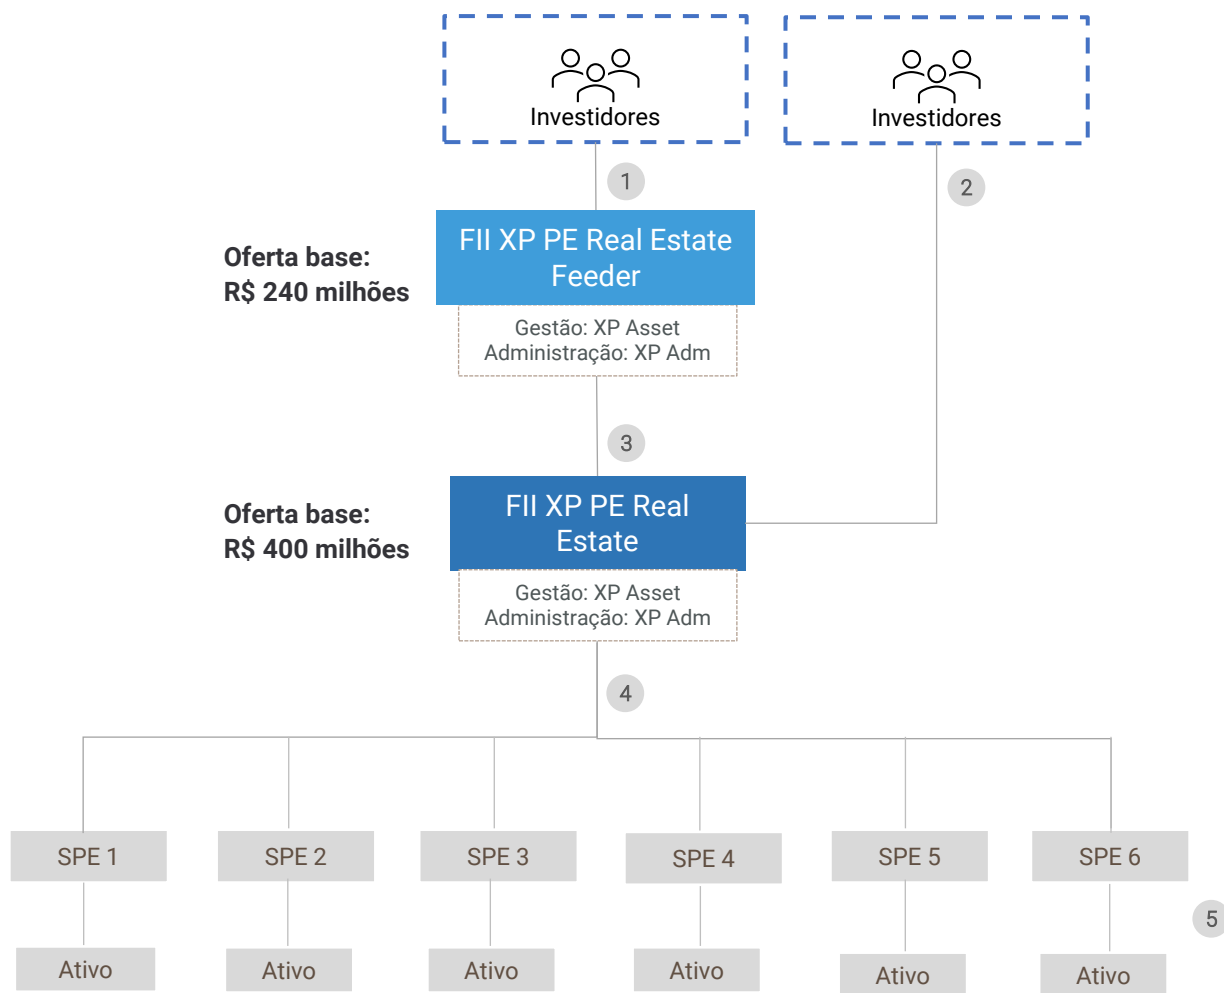 Investidores
Investidores
1
2
FII XP PE Real Estate
Feeder
Oferta base:
R$ 240 milhões
Gestão: XP Asset
Administração: XP Adm
3
FII XP PE Real
Estate
Oferta base:
R$ 400 milhões
Gestão: XP Asset
Administração: XP Adm
4
SPE 1
SPE 2
SPE 3
SPE 4
SPE 5
SPE 6
5
Ativo
Ativo
Ativo
Ativo
Ativo
Ativo